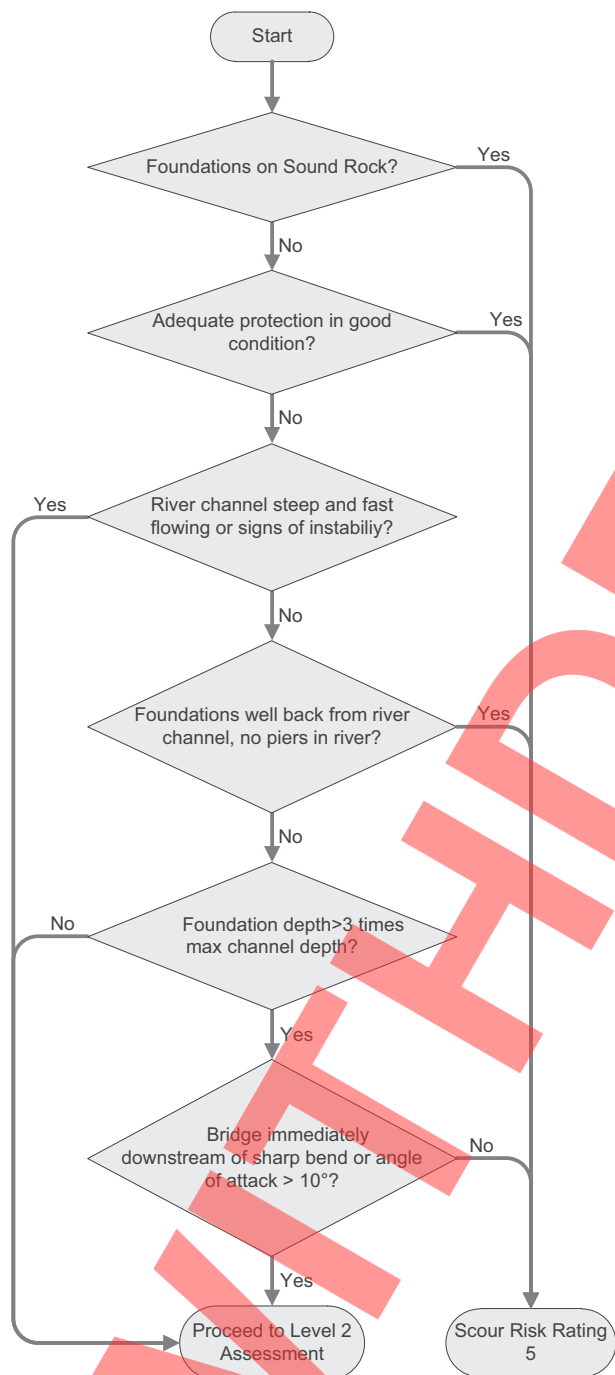 Start
Foundations on Sound Rock?
Yes
No
Adequate protection in good
condition?
Yes
No
Yes
River channel steep and fast
flowing or signs of instabiliy?
No
Foundations well back from river
channel, no piers in river?
Yes
No
No
Foundation depth>3 times
max channel depth?
Yes
Bridge immediately
downstream of sharp bend or angle
of attack > 10°?
No
Yes
Proceed to Level 2
Assessment
Scour Risk Rating
5